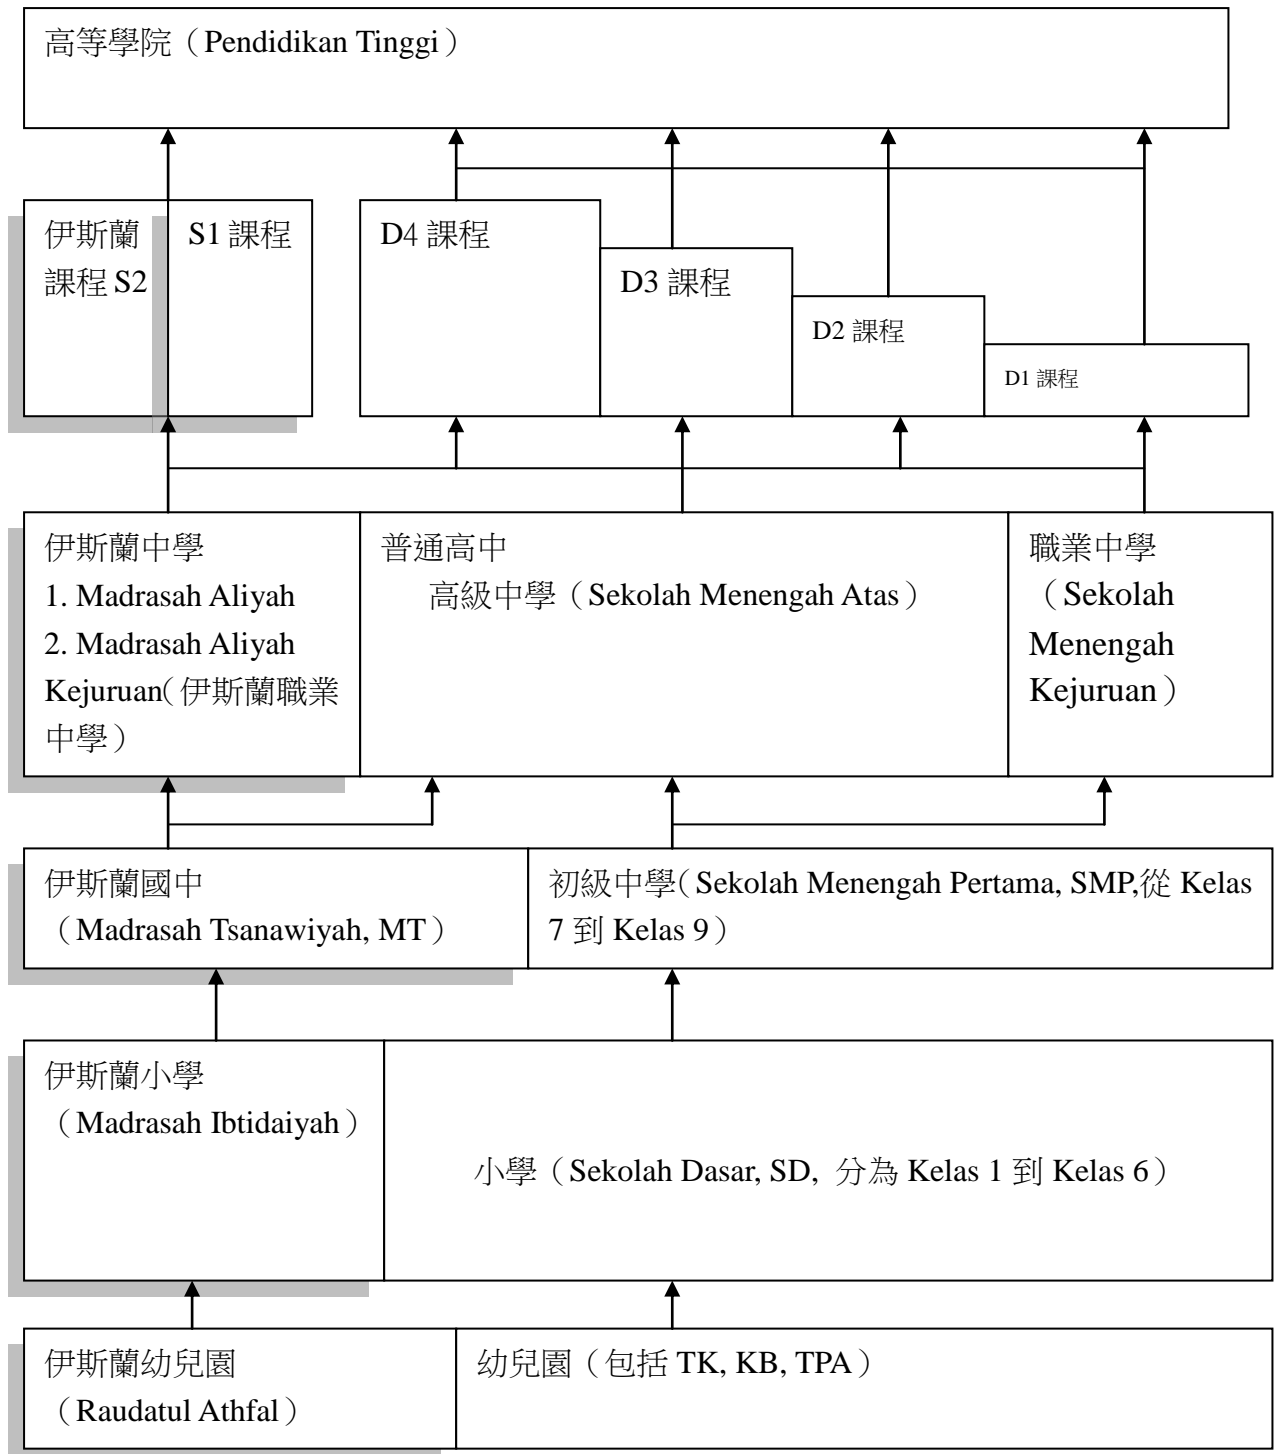 高等學院（Pendidikan Tinggi）
伊斯蘭
課程 S2
S1 課程
D4 課程
D3 課程
D2 課程
D1 課程
伊斯蘭中學
1. Madrasah Aliyah
2. Madrasah Aliyah
Kejuruan（伊斯蘭職業
中學）
普通高中
高級中學（Sekolah Menengah Atas）
職業中學
（Sekolah
Menengah
Kejuruan）
伊斯蘭國中
（Madrasah Tsanawiyah, MT）
初級中學（Sekolah Menengah Pertama, SMP,從 Kelas
7 到 Kelas 9）
伊斯蘭小學
（Madrasah Ibtidaiyah）
小學（Sekolah Dasar, SD, 分為 Kelas 1 到 Kelas 6）
伊斯蘭幼兒園
（Raudatul Athfal）
幼兒園（包括 TK, KB, TPA）